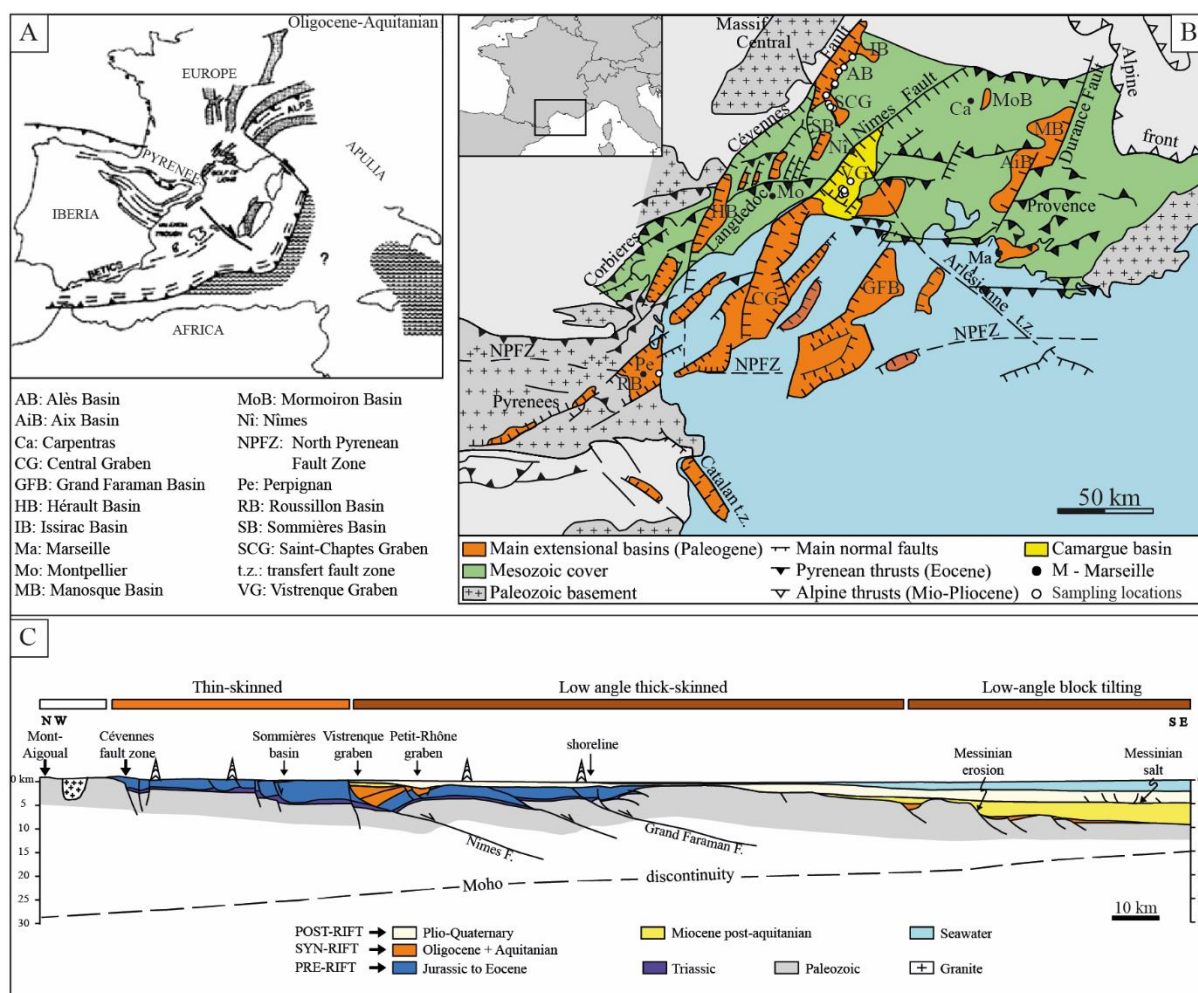 A
Oligocene-Aquitanian
EUROPE
ALPS
PYRENEE
GULF OF
LIONS
APULIA
IBERIA
TROUGH
BETICS
?
AFRICA
AB: Alès Basin
AiB: Aix Basin
Ca: Carpentras
CG: Central Graben
GFB: Grand Faraman Basin
HB: Hérault Basin
IB: Issirac Basin
Ma: Marseille
Mo: Montpellier
MB: Manosque Basin
MoB: Mormoiron Basin
Nî: Nîmes
NPFZ: North Pyrenean
Fault Zone
Pe: Perpignan
RB: Roussillon Basin
SB: Sommières Basin
SCG: Saint-Chaptes Graben
t.z.: transfert fault zone
VG: Vistrenque Graben
B
Massif
Central
Cévennes
Fault
IB
AB
SCG
SB
Nî
Nîmes
Fault
Ca
MoB
MB
AiB
Durance Fault
Alpine
front
VG
Mo
HB
Languedoc
Corbieres
Provence
Ma
Arlésienne t.z.
CG
GFB
NPFZ
NPFZ
NPFZ
Pe
RB
Pyrenees
Catalan t.z.
50 km
Main extensional basins (Paleogene)
Mesozoic cover
Paleozoic basement
Main normal faults
Pyrenean thrusts (Eocene)
Alpine thrusts (Mio-Pliocene)
Camargue basin
M - Marseille
Sampling locations
C
Thin-skinned
Low angle thick-skinned
Low-angle block tilting
N W
S E
Mont-
Aigoual
Cévennes
fault zone
Sommières
basin
Vistrenque
graben
Petit-Rhône
graben
shoreline
Messinian
erosion
Messinian
salt
0 km
5
10
15
20
25
30
Nîmes F.
Grand Faraman F.
Moho
discontinuity
10 km
POST-RIFT
Plio-Quaternary
SYN-RIFT
Oligocene + Aquitanian
PRE-RIFT
Jurassic to Eocene
Miocene post-aquitanian
Triassic
Paleozoic
Seawater
Granite